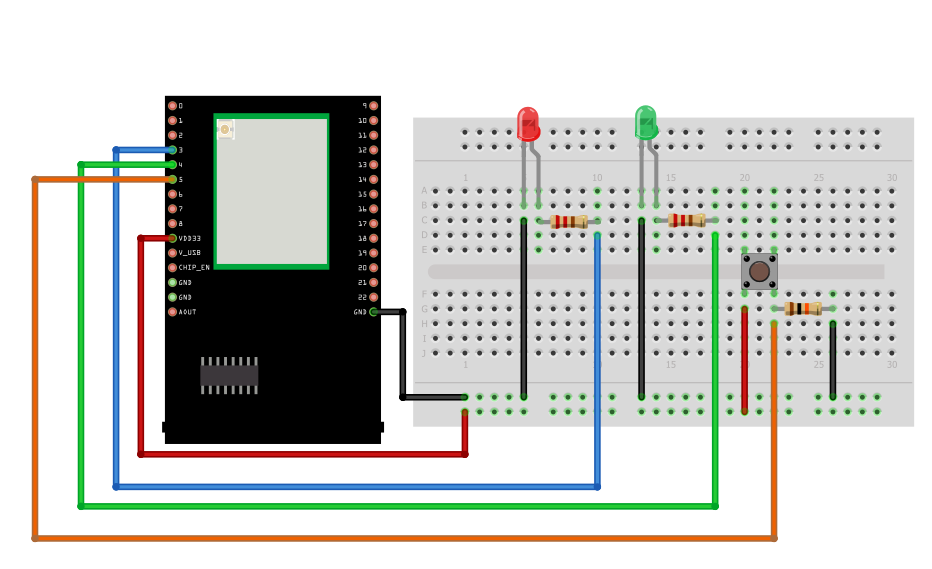 0 9
1 10
2 11
3 12
4 13
5 14
6 15
7 16
8 17
VDD33 18
V_USB 19
CHIP_EN 20
GND 21
GND 22
AOUT GND
1 10 15 20 25 30
A
B
C
D
E
F
G
H
I
J
1 10 15 25 30